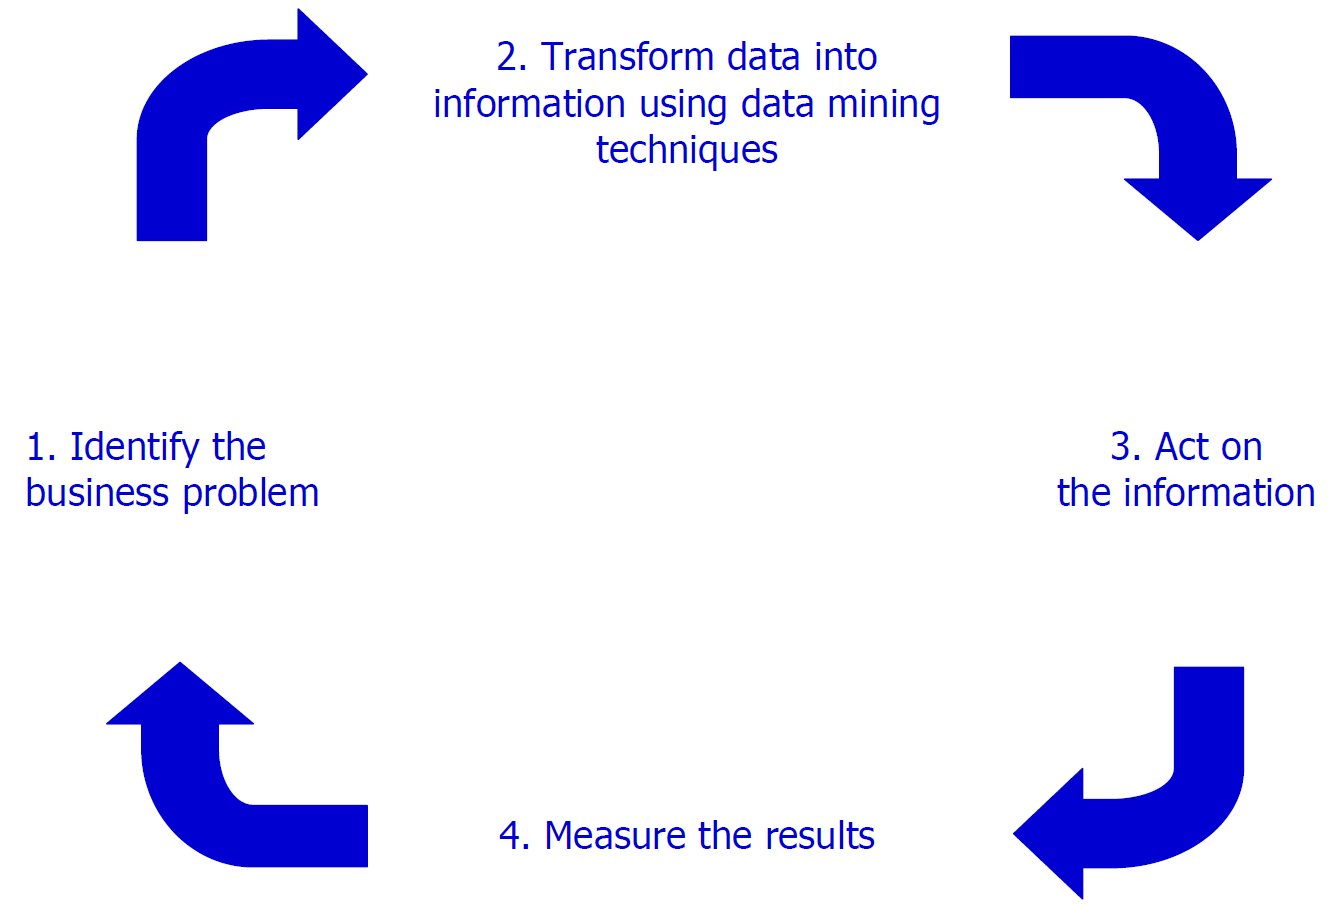 2. Transform data into
information using data mining
techniques
1. Identify the
business problem
3. Act on
the information
4. Measure the results